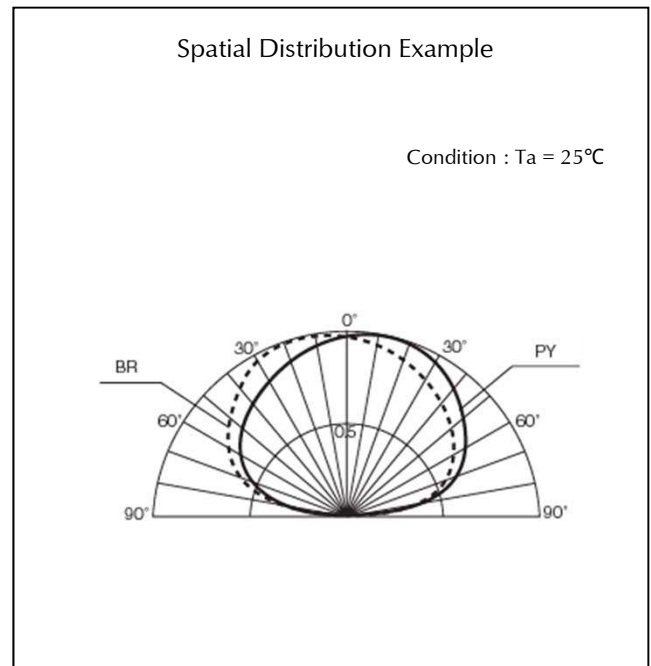 Spatial Distribution Example
Condition : Ta = 25℃
0°
30°
30°
BR
PY
60°
60°
0.5
90°
90°